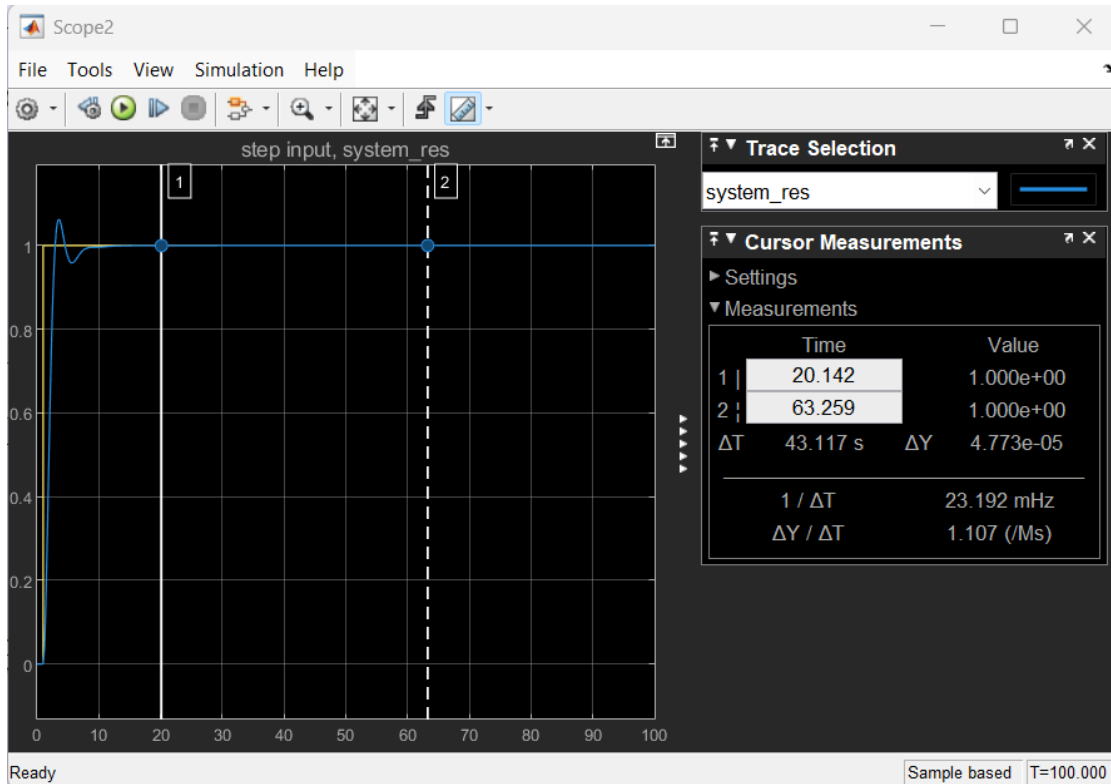 Scope2
File Tools View Simulation Help
step input, system_res
1
2
1
0.8
0.6
0.4
0.2
0
0 10 20 30 40 50 60 70 80 90 100
Trace Selection
system_res
Cursor Measurements
Settings
Measurements
Time Value
1 | 20.142 1.000e+00
2 ¦ 63.259 1.000e+00
ΔT 43.117 s ΔY 4.773e-05
1 / ΔT 23.192 mHz
ΔY / ΔT 1.107 (/Ms)
Ready Sample based T=100.000